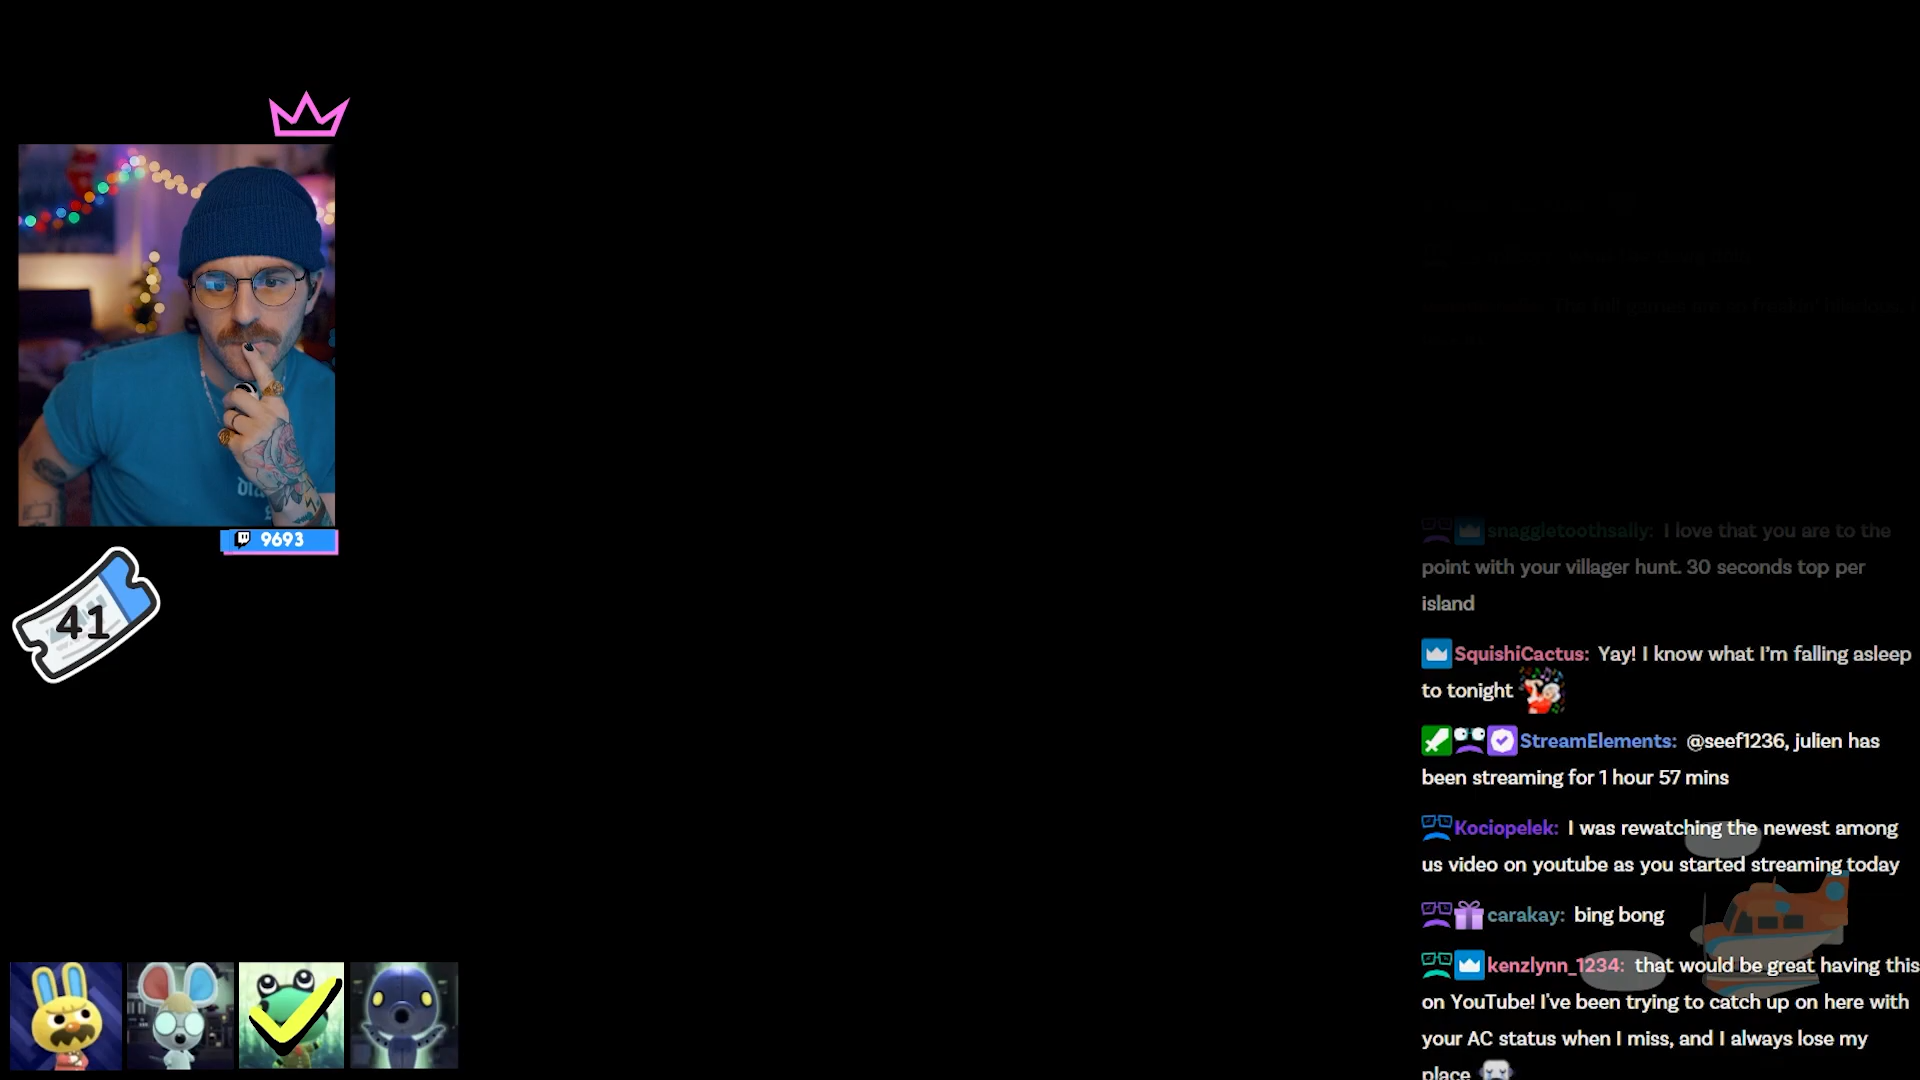 9693
41
snaggletoothsally: I love that you are to the
point with your villager hunt. 30 seconds top per
island
SquishiCactus: Yay! I know what I'm falling asleep
to tonight
StreamElements: @seef1236, julien has
been streaming for 1 hour 57 mins
Kociopelek: I was rewatching the newest among
us video on youtube as you started streaming today
carakay: bing bong
kenzlynn_1234: that would be great having this
on YouTube! I've been trying to catch up on here with
your AC status when I miss, and I always lose my
place